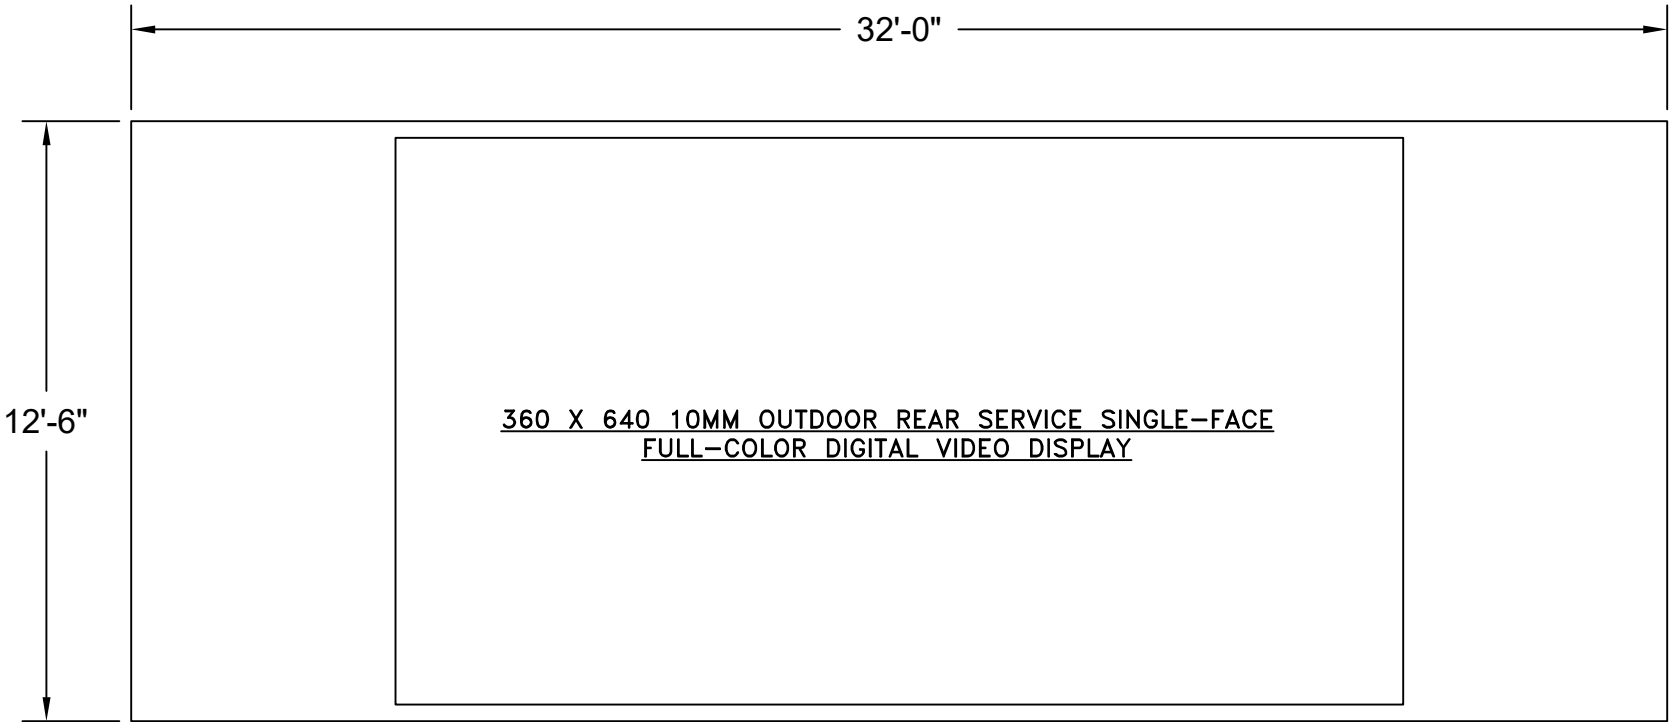 32'-0"
12'-6"
360 X 640 10MM OUTDOOR REAR SERVICE SINGLE-FACE
FULL-COLOR DIGITAL VIDEO DISPLAY